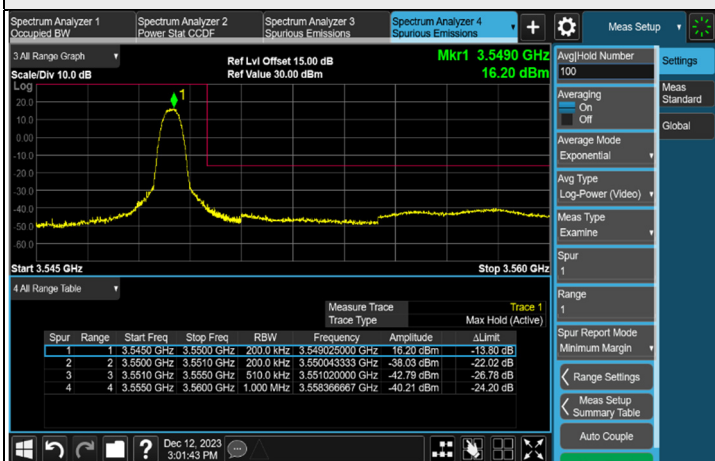 Spectrum Analyzer 1
Occupied BW
Spectrum Analyzer 2
Power Stat CCDF
Spectrum Analyzer 3
Spurious Emissions
Spectrum Analyzer 4
Spurious Emissions
Meas Setup
3 All Range Graph
Scale/Div 10.0 dB
Ref Lvl Offset 15.00 dB
Ref Value 30.00 dBm
Mkr1 3.5490 GHz
16.20 dBm
Log
20.0
10.0
0.00
-10.0
-20.0
-30.0
-40.0
-50.0
-60.0
1
Start 3.545 GHz
Stop 3.560 GHz
4 All Range Table
Measure Trace Trace 1
Trace Type Max Hold (Active)
Spur Range Start Freq Stop Freq RBW Frequency Amplitude ΔLimit
1 1 3.5450 GHz 3.5500 GHz 200.0 kHz 3.549025000 GHz 16.20 dBm -13.80 dB
2 2 3.5500 GHz 3.5510 GHz 200.0 kHz 3.550043333 GHz -38.03 dBm -22.02 dB
3 3 3.5510 GHz 3.5550 GHz 510.0 kHz 3.551020000 GHz -42.79 dBm -26.78 dB
4 4 3.5550 GHz 3.5600 GHz 1.000 MHz 3.558366667 GHz -40.21 dBm -24.20 dB
Avg|Hold Number
100
Averaging
On
Off
Average Mode
Exponential
Avg Type
Log-Power (Video)
Meas Type
Examine
Spur
1
Range
1
Spur Report Mode
Minimum Margin
Range Settings
Meas Setup
Summary Table
Auto Couple
Settings
Meas
Standard
Global
?
Dec 12, 2023
3:01:43 PM